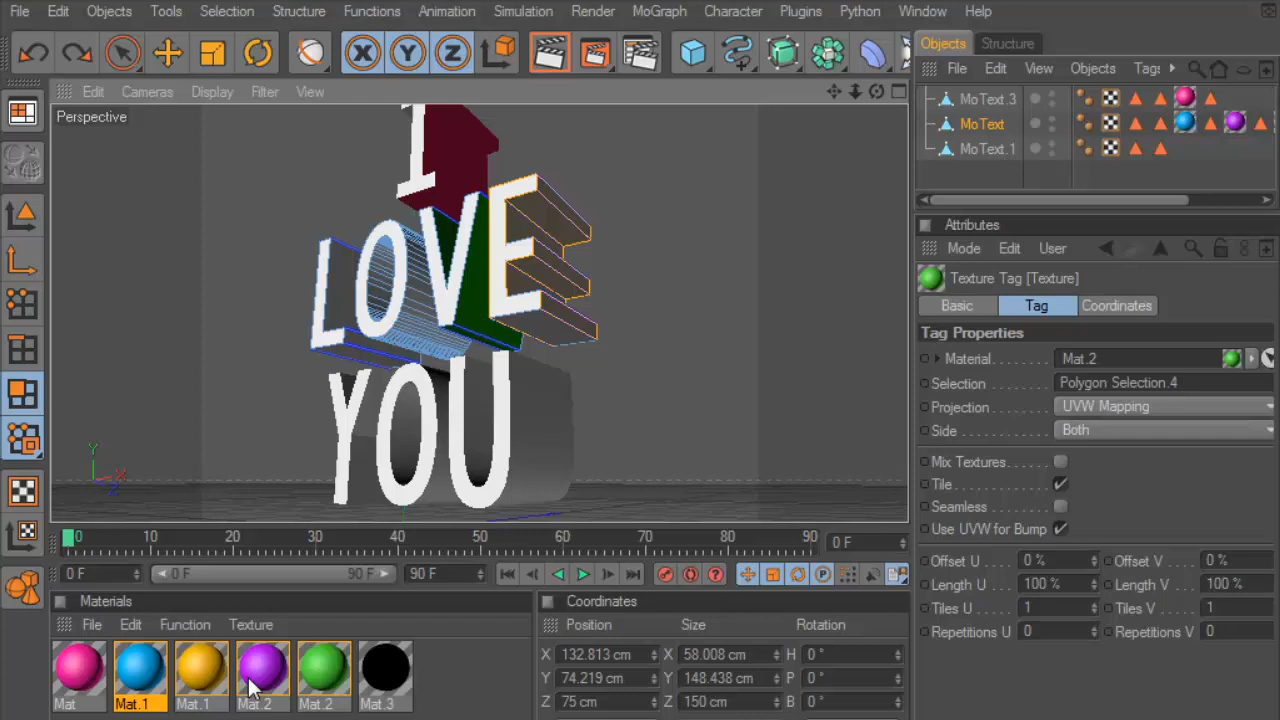 File Edit Objects Tools Selection Structure Functions Animation Simulation Render MoGraph Character Plugins Python Window Help
X Y Z
Objects Structure
File Edit View Objects Tags
MoText.3
MoText
MoText.1
Edit Cameras Display Filter View
Perspective
I
LOVE
YOU
Attributes
Mode Edit User
Texture Tag [Texture]
Basic Tag Coordinates
Tag Properties
Material Mat.2
Selection Polygon Selection.4
Projection UVW Mapping
Side Both
Mix Textures
Tile
Seamless
Use UVW for Bump
Offset U 0 % Offset V 0 %
Length U 100 % Length V 100 %
Tiles U 1 Tiles V 1
Repetitions U 0 Repetitions V 0
0 10 20 30 40 50 60 70 80 90 0 F
0 F 0 F 90 F 90 F
Materials
File Edit Function Texture
Mat Mat.1 Mat.1 Mat.2 Mat.2 Mat.3
Coordinates
Position Size Rotation
X 132.813 cm X 58.008 cm H 0 °
Y 74.219 cm Y 148.438 cm P 0 °
Z 75 cm Z 150 cm B 0 °